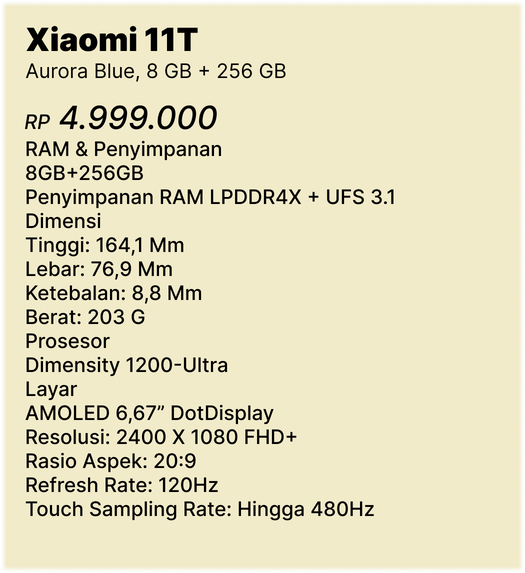 Xiaomi 11T
Aurora Blue, 8 GB + 256 GB
RP 4.999.000
RAM & Penyimpanan
8GB+256GB
Penyimpanan RAM LPDDR4X + UFS 3.1
Dimensi
Tinggi: 164,1 Mm
Lebar: 76,9 Mm
Ketebalan: 8,8 Mm
Berat: 203 G
Prosesor
Dimensity 1200-Ultra
Layar
AMOLED 6,67” DotDisplay
Resolusi: 2400 X 1080 FHD+
Rasio Aspek: 20:9
Refresh Rate: 120Hz
Touch Sampling Rate: Hingga 480Hz